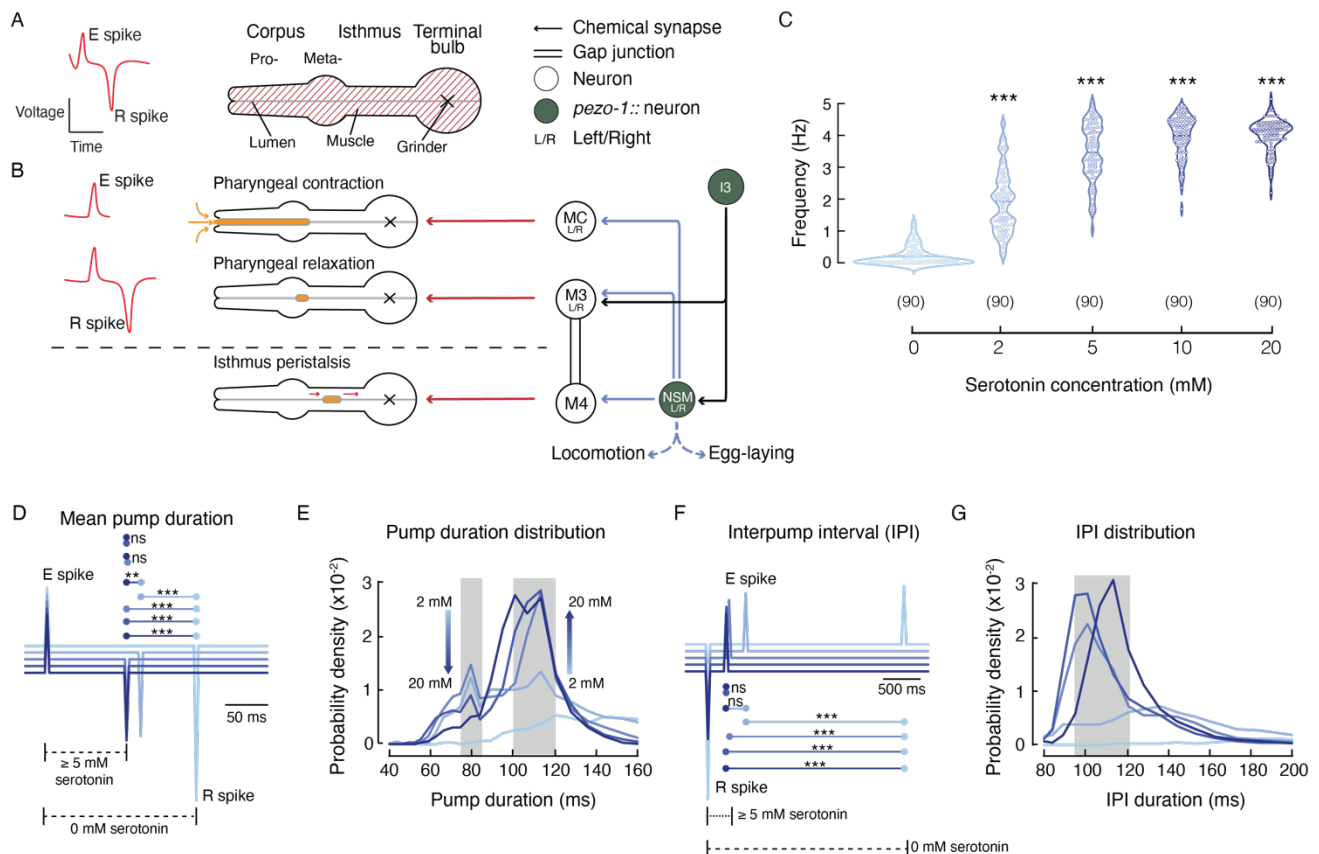 A
E spike
Voltage
Time
R spike
Corpus
Isthmus
Terminal
bulb
Pro-
Meta-
Lumen
Muscle
Grinder
Chemical synapse
Gap junction
Neuron
pezo-1:: neuron
L/R Left/Right
B
E spike
R spike
Pharyngeal contraction
Pharyngeal relaxation
Isthmus peristalsis
MC
L/R
M3
L/R
M4
I3
NSM
L/R
Locomotion
Egg-laying
C
Frequency (Hz)
5
4
3
2
1
0
***
***
***
***
(90)
(90)
(90)
(90)
(90)
0
2
5
10
20
Serotonin concentration (mM)
D
Mean pump duration
E spike
ns
ns
**
***
***
***
***
50 ms
≥ 5 mM
serotonin
R spike
0 mM serotonin
E
Pump duration distribution
Probability density (x10-2)
3
2
1
0
2 mM
20 mM
20 mM
2 mM
40
60
80
100
120
140
160
Pump duration (ms)
F
Interpump interval (IPI)
E spike
500 ms
ns
ns
***
***
***
***
R spike
≥ 5 mM serotonin
0 mM serotonin
G
IPI distribution
Probability density (x10-2)
3
2
1
0
80
100
120
140
160
180
200
IPI duration (ms)